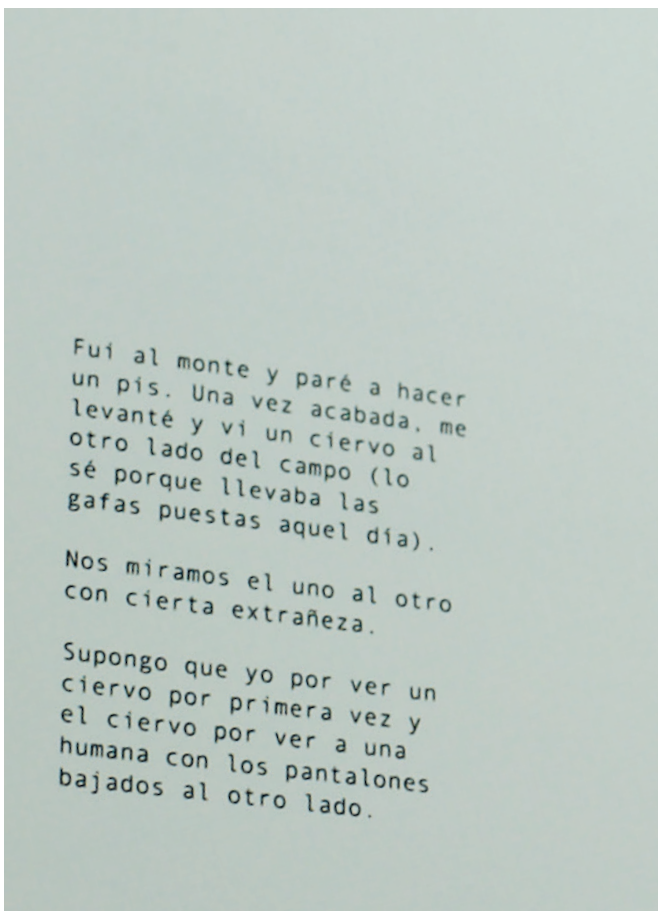 Fui al monte y paré a hacer
un pis. Una vez acabada, me
levanté y vi un ciervo al
otro lado del campo (lo
sé porque llevaba las
gafas puestas aquel día).
Nos miramos el uno al otro
con cierta extrañeza.
Supongo que yo por ver un
ciervo por primera vez y
el ciervo por ver a una
humana con los pantalones
bajados al otro lado.